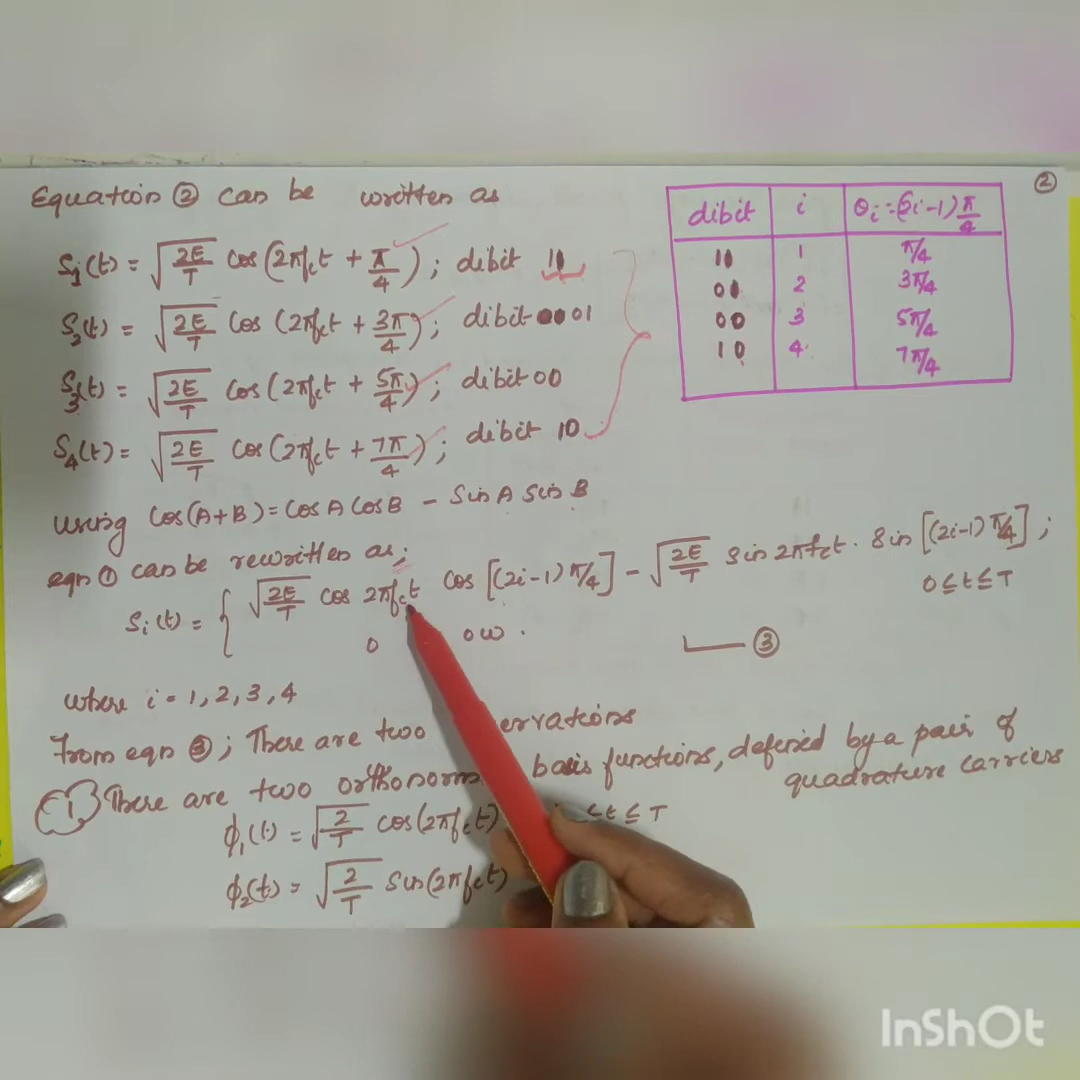 ②
Equation ② can be written as
S1(t) = √2E/T cos(2πfct + π/4); dibit 11
S2(t) = √2E/T cos(2πfct + 3π/4); dibit 01
S3(t) = √2E/T cos(2πfct + 5π/4); dibit 00
S4(t) = √2E/T cos(2πfct + 7π/4); dibit 10
dibit i θi = (2i-1)π/4
10 1 π/4
01 2 3π/4
00 3 5π/4
10 4 7π/4
using cos(A+B) = cosA cosB - sinA sinB
eqn ① can be rewritten as;
Si(t) = { √2E/T cos 2πfct cos[(2i-1)π/4] - √2E/T sin 2πfct. sin[(2i-1)π/4];
0 ≤ t ≤ T
0 ow.
③
where i = 1, 2, 3, 4
From eqn ③; There are two ervations
① There are two orthonorm basis functions, defined by a pair of
quadrature carriers
ϕ1(t) = √2/T cos(2πfct) ≤ t ≤ T
ϕ2(t) = √2/T sin(2πfct)
InShOt